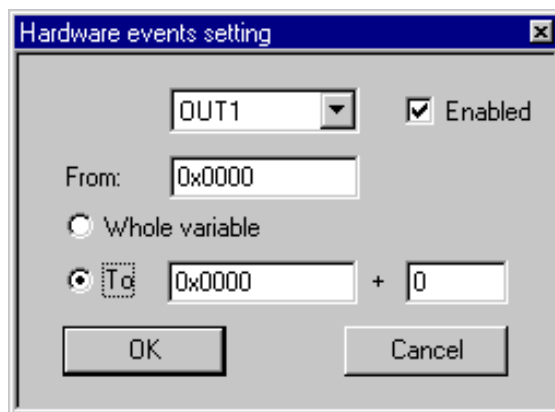 Hardware events setting
OUT1 Enabled
From: 0x0000
Whole variable
To 0x0000 + 0
OK Cancel